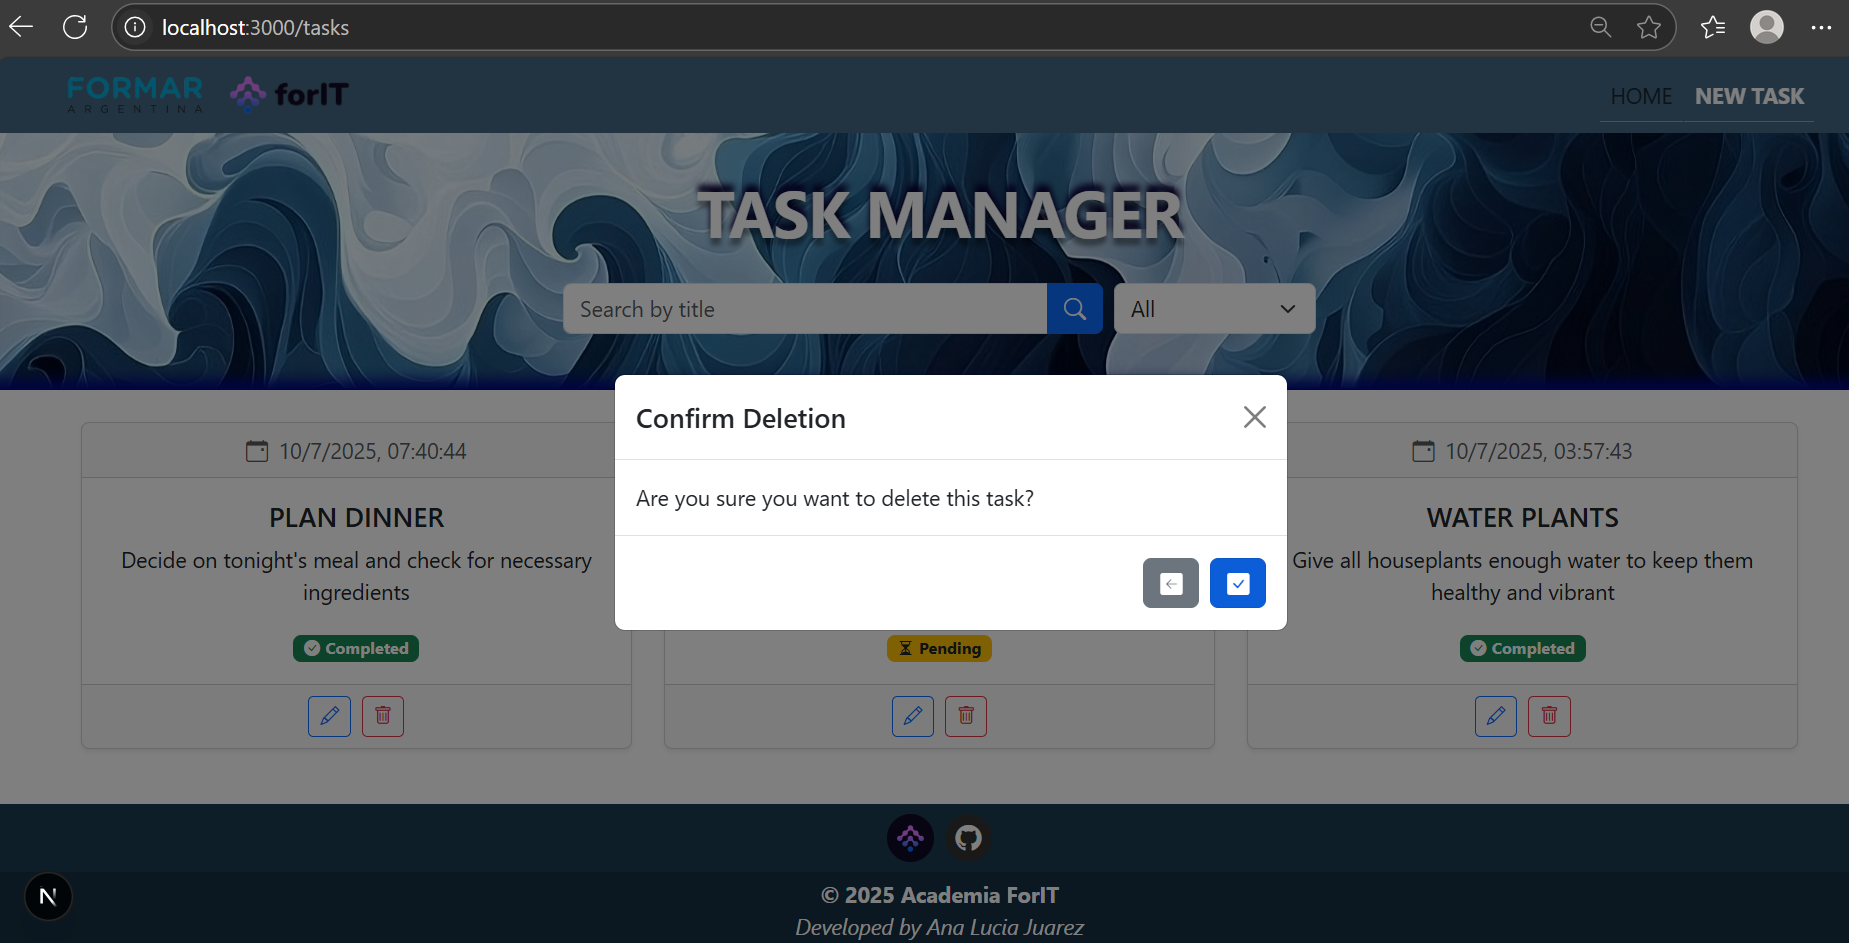 localhost:3000/tasks
FORMAR
ARGENTINA
forIT
HOME
NEW TASK
TASK MANAGER
Search by title
All
Confirm Deletion
Are you sure you want to delete this task?
10/7/2025, 07:40:44
PLAN DINNER
Decide on tonight's meal and check for necessary
ingredients
Completed
Pending
10/7/2025, 03:57:43
WATER PLANTS
Give all houseplants enough water to keep them
healthy and vibrant
Completed
N
© 2025 Academia ForIT
Developed by Ana Lucia Juarez